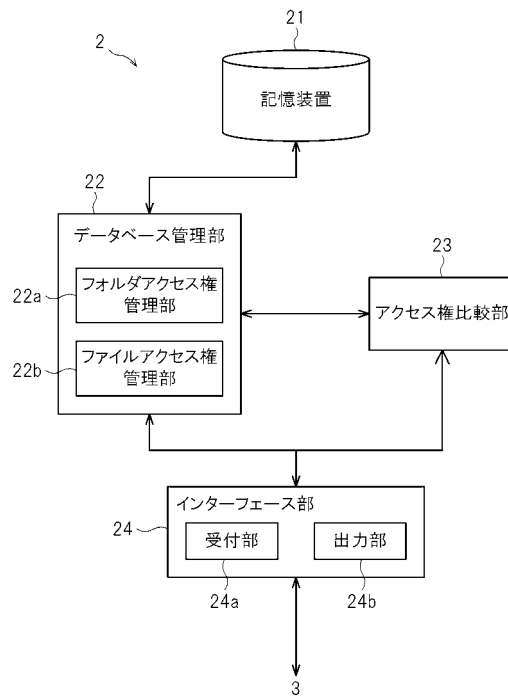 2
21
記憶装置
22
データベース管理部
22a
フォルダアクセス権
管理部
22b
ファイルアクセス権
管理部
23
アクセス権比較部
24
インターフェース部
受付部
24a
出力部
24b
3